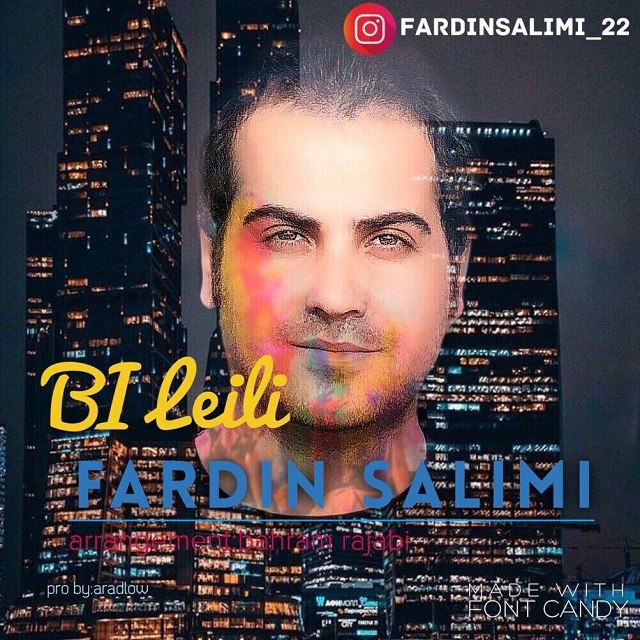 FARDINSALIMI_22
BI Leili
FARDIN SALIMI
arrangement:bahram rajabi
pro by:aradlow
MADE WITH
FONT CANDY